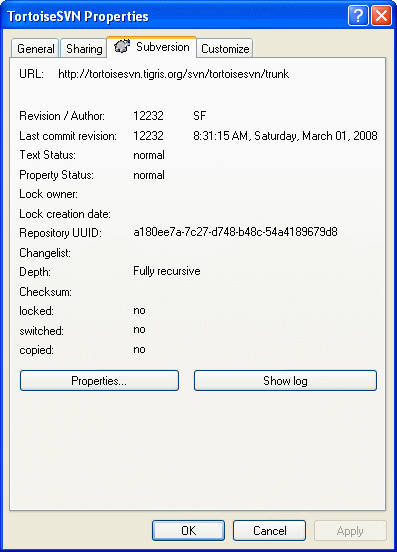 TortoiseSVN Properties
General Sharing Subversion Customize
URL: http://tortoisesvn.tigris.org/svn/tortoisesvn/trunk
Revision / Author: 12232 SF
Last commit revision: 12232 8:31:15 AM, Saturday, March 01, 2008
Text Status: normal
Property Status: normal
Lock owner:
Lock creation date:
Repository UUID: a180ee7a-7c27-d748-b48c-54a4189679d8
Changelist:
Depth: Fully recursive
Checksum:
locked: no
switched: no
copied: no
Properties... Show log
OK Cancel Apply